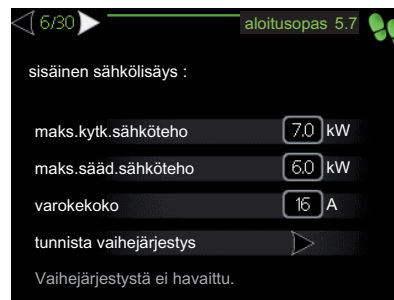 6/30
aloitusopas 5.7
sisäinen sähkölisäys :
maks.kytk.sähköteho 7.0 kW
maks.sääd.sähköteho 6.0 kW
varokekoko 16 A
tunnista vaihejärjestys
Vaihejärjestystä ei havaittu.